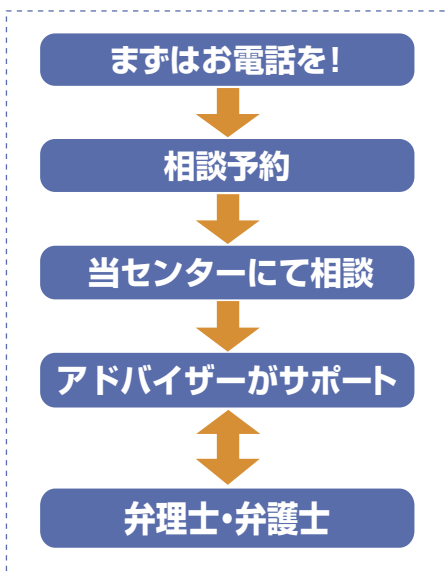 まずはお電話を!
相談予約
当センターにて相談
アドバイザーがサポート
弁理士・弁護士